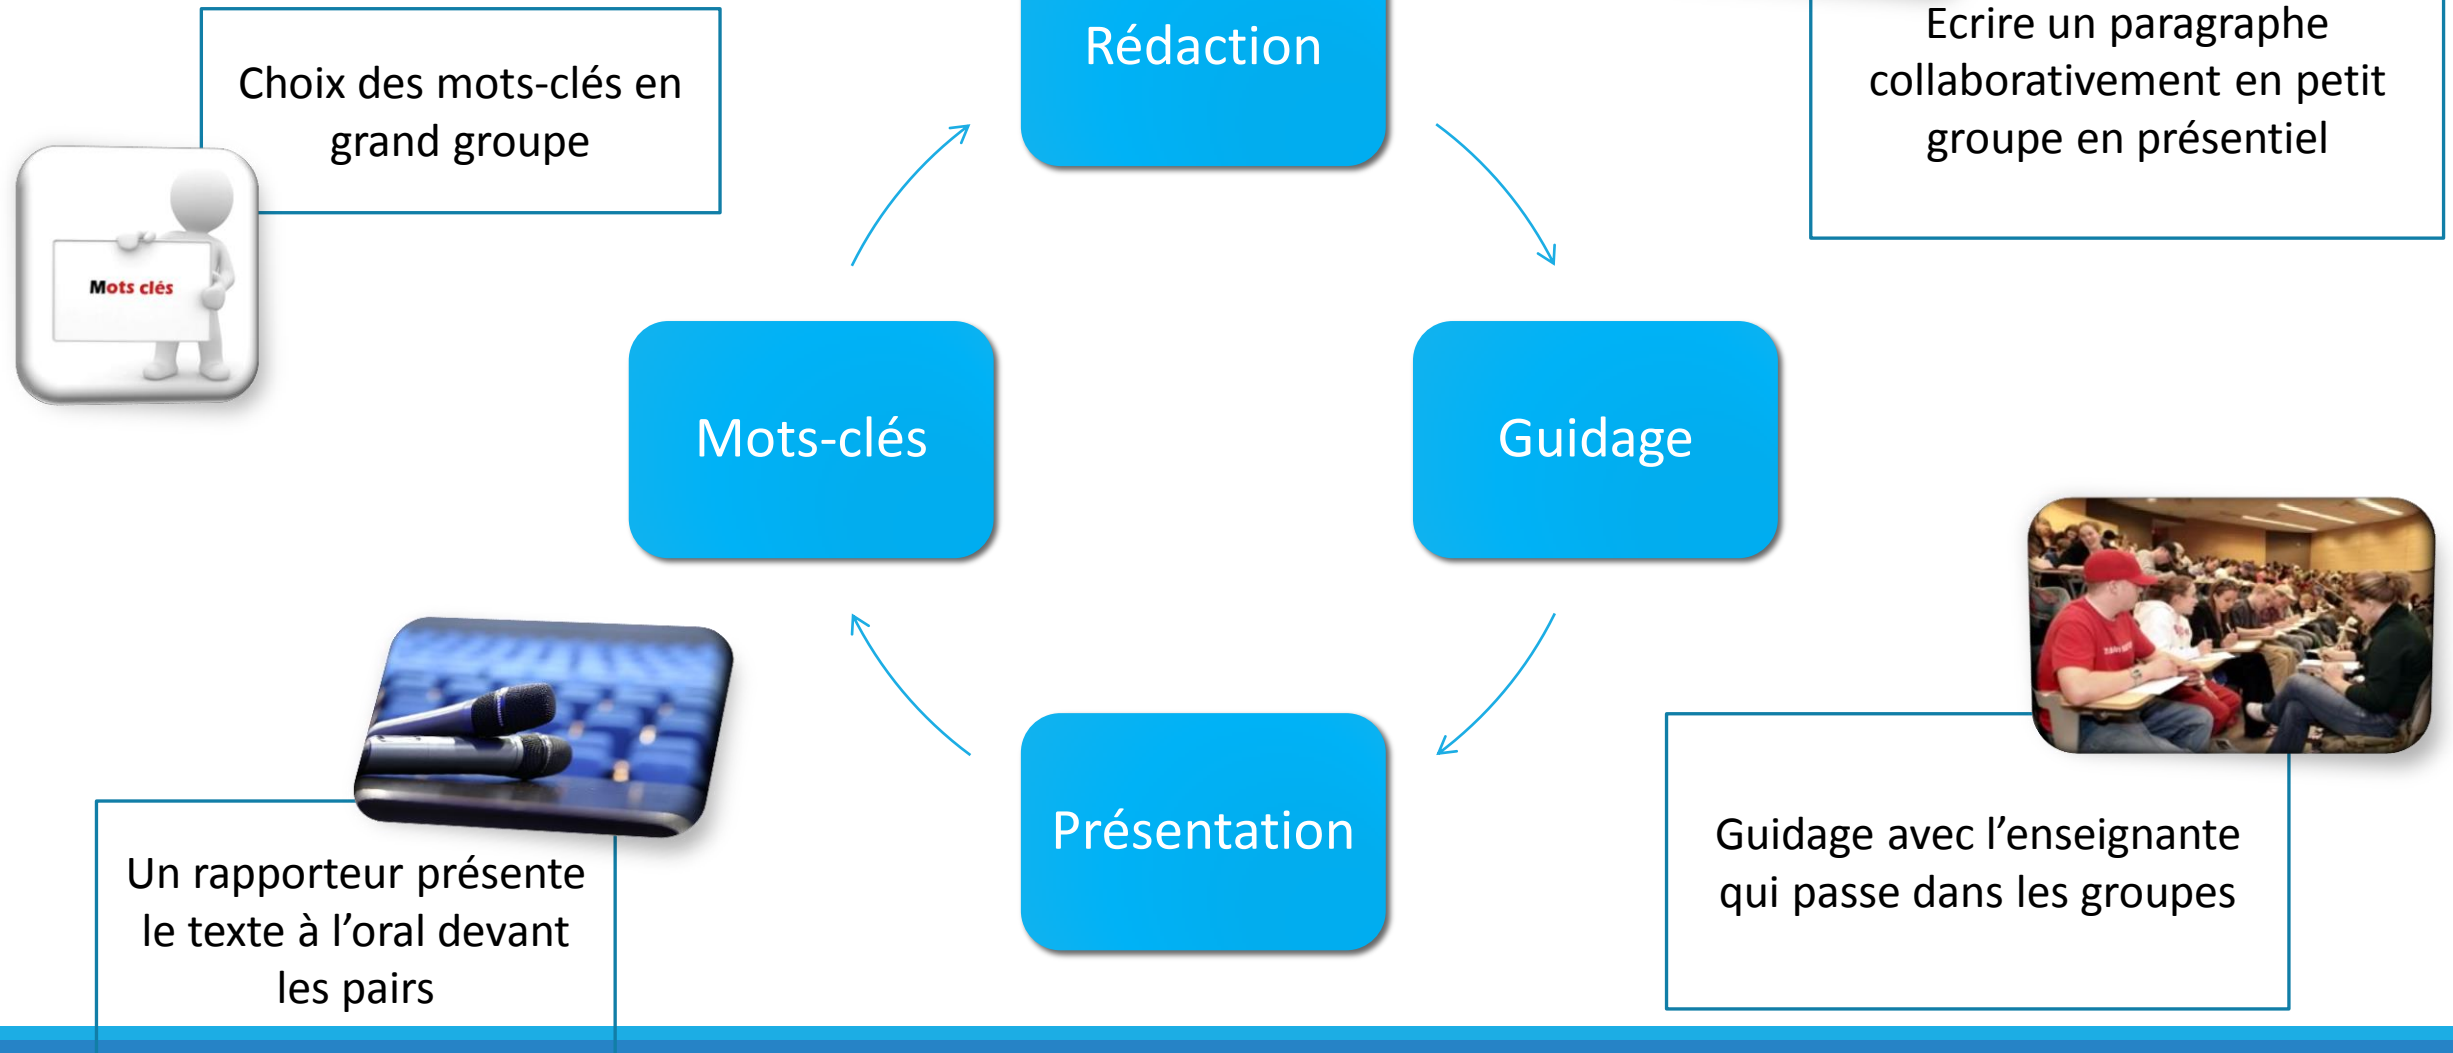 Rédaction
Ecrire un paragraphe
collaborativement en petit
groupe en présentiel
Choix des mots-clés en
grand groupe
Mots clés
Mots-clés
Guidage
Présentation
Guidage avec l’enseignante
qui passe dans les groupes
Un rapporteur présente
le texte à l’oral devant
les pairs